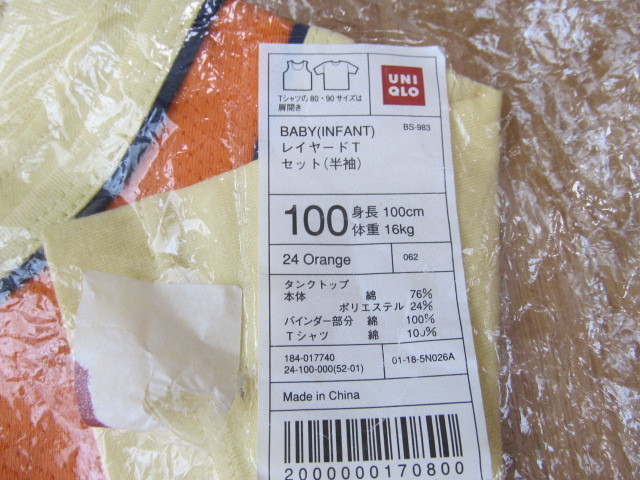 UNI
QLO
Tシャツの80・90サイズは
肩開き
BABY(INFANT)
BS-983
レイヤードT
セット(半袖)
100 身長 100cm
体重 16kg
24 Orange
062
タンクトップ
本体 綿 76%
ポリエステル 24%
バインダー部分 綿 100%
Tシャツ 綿 100%
184-017740
24-100-000(52-01)
01-18-5N026A
Made in China
2000000170800